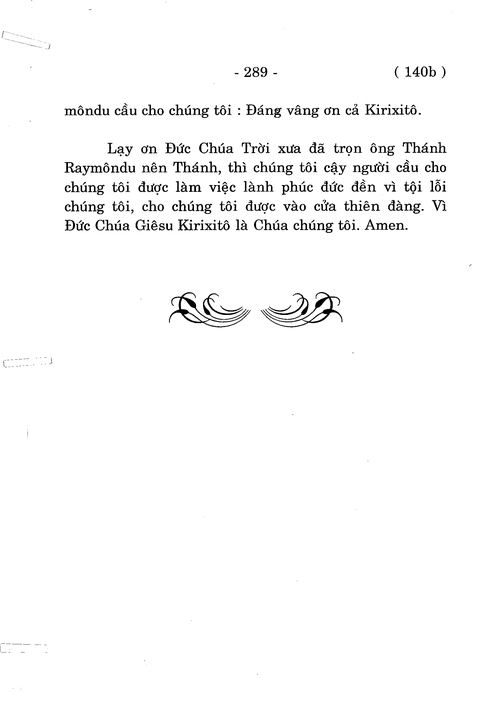 - 289 - ( 140b )
môndu cầu cho chúng tôi : Đáng vâng ơn cả Kirixitô.
Lạy ơn Đức Chúa Trời xưa đã trọn ông Thánh
Raymôndu nên Thánh, thì chúng tôi cậy người cầu cho
chúng tôi được làm việc lành phúc đức đền vì tội lỗi
chúng tôi, cho chúng tôi được vào cửa thiên đàng. Vì
Đức Chúa Giêsu Kirixitô là Chúa chúng tôi. Amen.